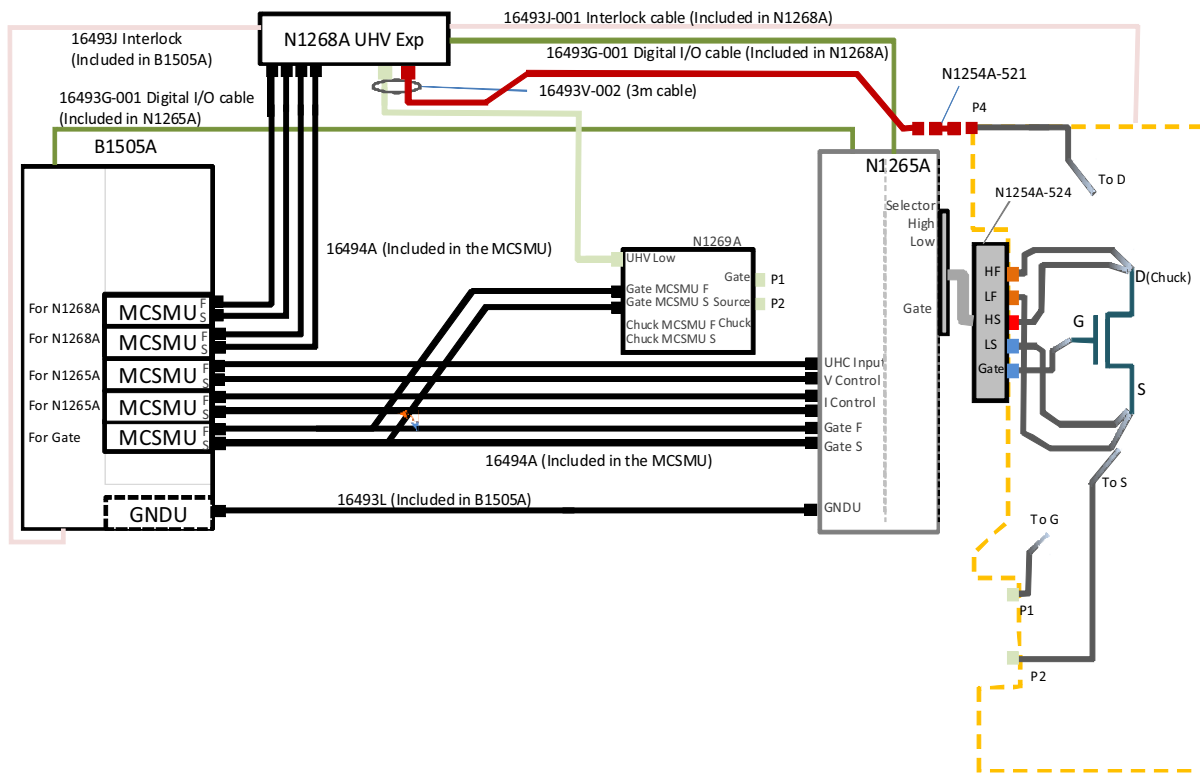 16493J-001 Interlock cable (Included in N1268A)
N1268A UHV Exp
16493J Interlock
(Included in B1505A)
16493G-001 Digital I/O cable (Included in N1268A)
N1254A-521
16493V-002 (3m cable)
16493G-001 Digital I/O cable
(Included in N1265A)
P4
B1505A
N1265A
To D
N1254A-524
Selector
High
Low
16494A (Included in the MCSMU)
N1269A
UHV Low
Gate
P1
Gate MCSMU F
Gate MCSMU S
Source
P2
Chuck MCSMU F
Chuck
Chuck MCSMU S
Gate
HF
LF
HS
LS
Gate
D(Chuck)
G
S
For N1268A
MCSMU
F
S
For N1268A
MCSMU
F
S
For N1265A
MCSMU
F
S
For N1265A
MCSMU
F
S
For Gate
MCSMU
F
S
UHC Input
V Control
I Control
Gate F
Gate S
16494A (Included in the MCSMU)
To S
16493L (Included in B1505A)
GNDU
GNDU
To G
P1
P2